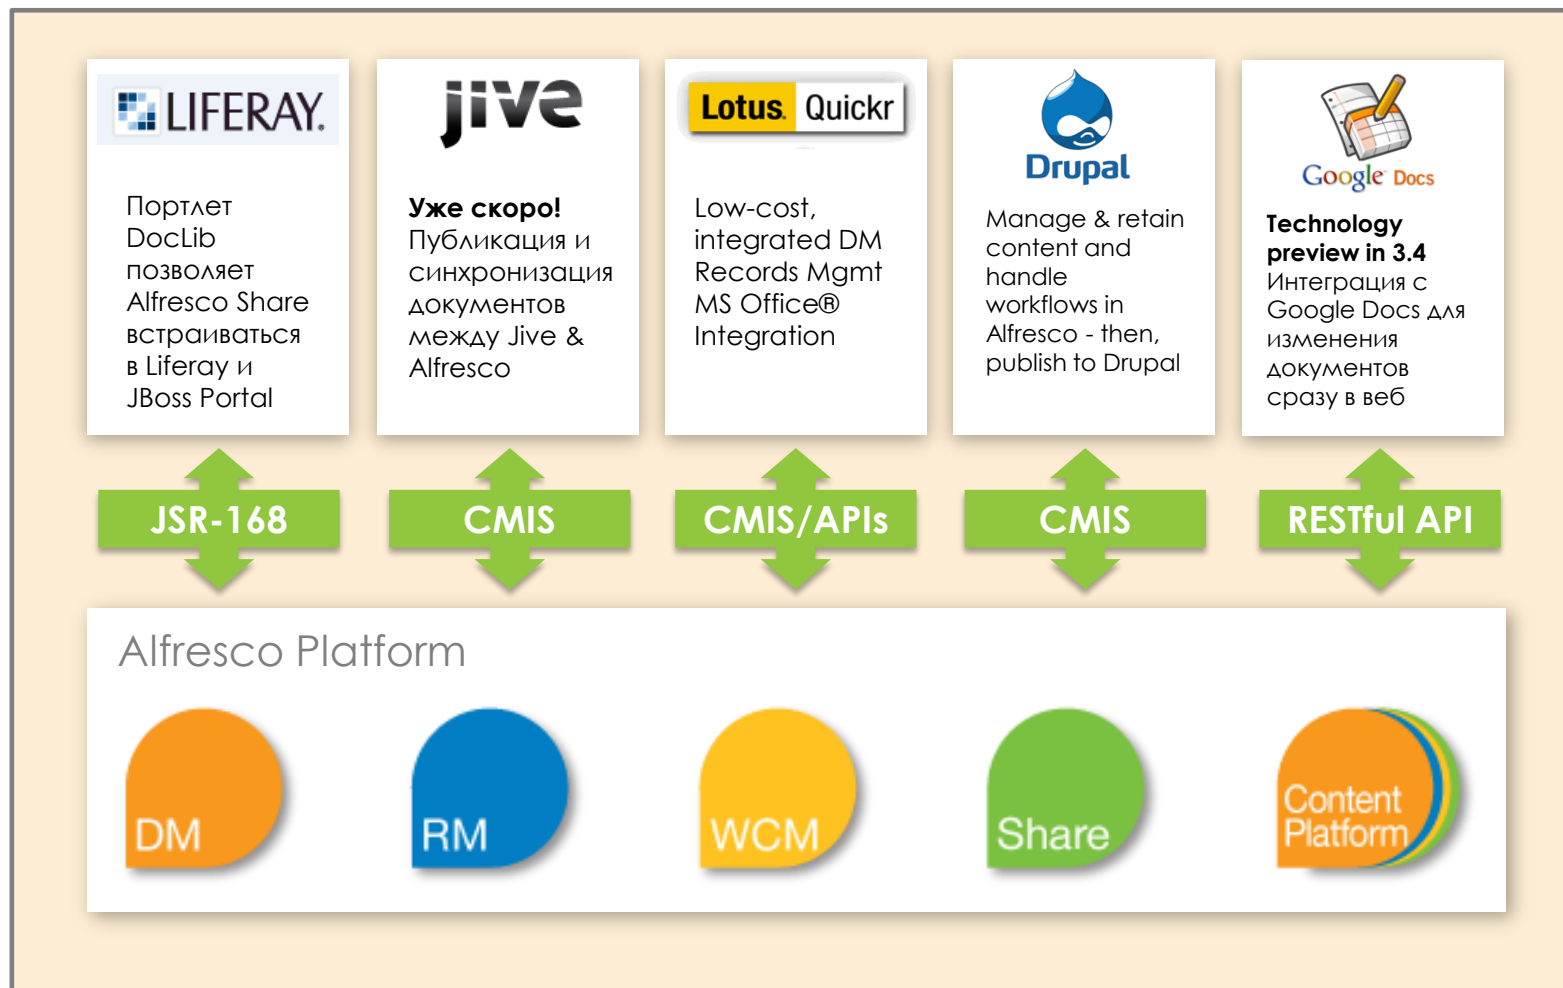 LIFERAY.
Портлет
DocLib
позволяет
Alfresco Share
встраиваться
в Liferay и
JBoss Portal
jive
Уже скоро!
Публикация и
синхронизация
документов
между Jive &
Alfresco
Lotus. Quickr
Low-cost,
integrated DM
Records Mgmt
MS Office®
Integration
Drupal
Manage & retain
content and
handle
workflows in
Alfresco - then,
publish to Drupal
Google Docs
Technology
preview in 3.4
Интеграция с
Google Docs для
изменения
документов
сразу в веб
JSR-168
CMIS
CMIS/APIs
CMIS
RESTful API
Alfresco Platform
DM
RM
WCM
Share
Content
Platform